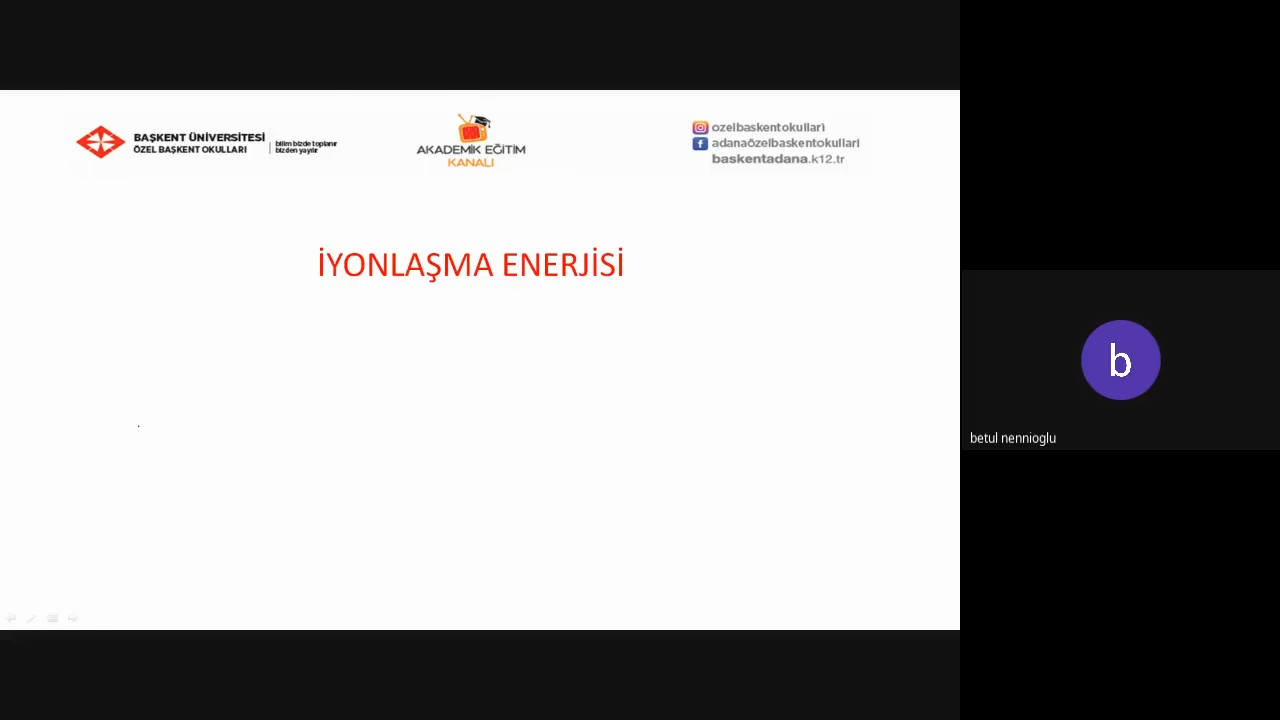 BAŞKENT ÜNİVERSİTESİ
ÖZEL BAŞKENT OKULLARI
bilim bizde toplanır
bizden yayılır
AKADEMİK EĞİTİM
KANALI
ozelbaskentokullari
adanaözelbaskentokullari
baskentadana.k12.tr
İYONLAŞMA ENERJİSİ
b
betul nennioglu